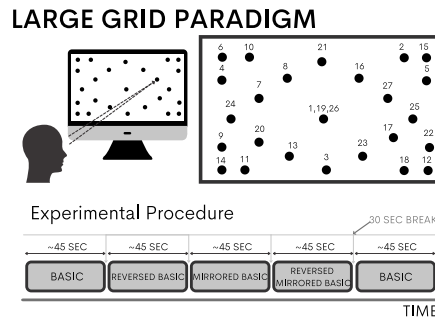 LARGE GRID PARADIGM
6 10 21 2 15
4 8 16 5
7 27
24 1,19,26 25
9 20 17 22
13 23
14 11 3 18 12
Experimental Procedure
30 SEC BREAK
~45 SEC ~45 SEC ~45 SEC ~45 SEC ~45 SEC
BASIC REVERSED BASIC MIRRORED BASIC REVERSED MIRRORED BASIC BASIC
TIME